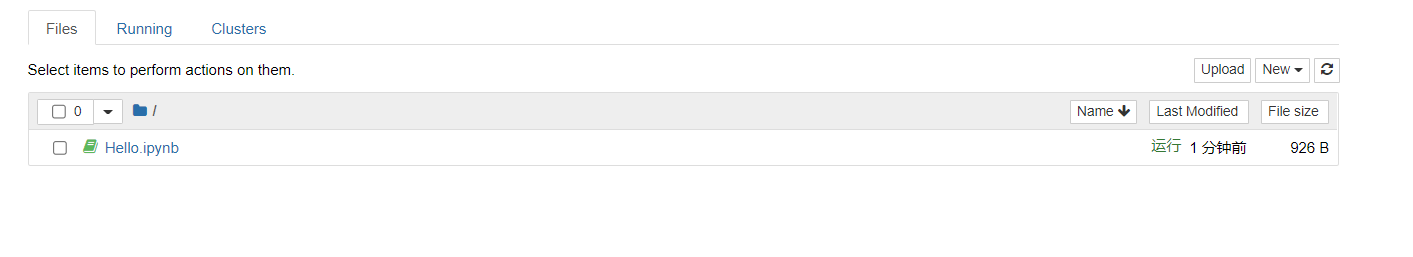 Files Running Clusters
Select items to perform actions on them. Upload New
0 / Name Last Modified File size
Hello.ipynb 运行 1 分钟前 926 B